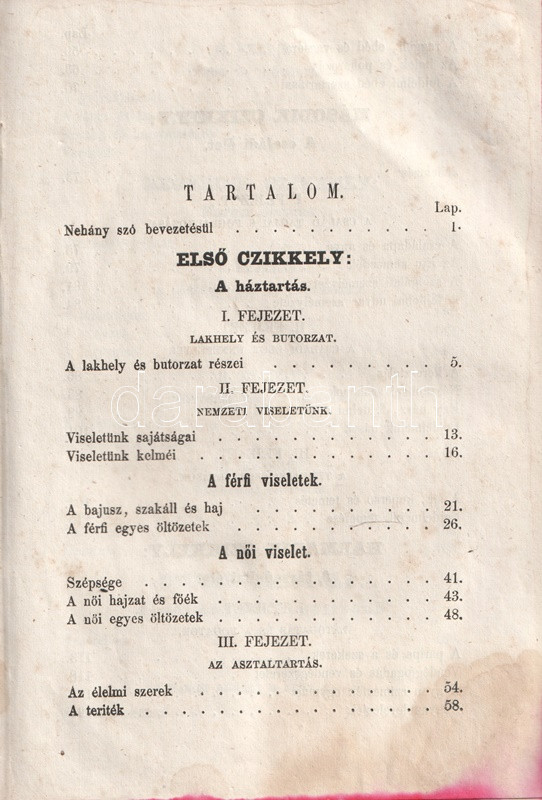 TARTALOM.
Lap.
Nehány szó bevezetésül . . . . . . . . . . . 1.
ELSŐ CZIKKELY:
A háztartás.
I. FEJEZET.
LAKHELY ÉS BUTORZAT.
A lakhely és butorzat részei . . . . . . . . . 5.
II. FEJEZET.
darabanth
NEMZETI VISELETÜNK.
Viseletünk sajátságai . . . . . . . . . . . . 13.
Viseletünk kelméi . . . . . . . . . . . . . 16.
A férfi viseletek.
A bajusz, szakáll és haj . . . . . . . . . . 21.
A férfi egyes öltözetek . . . . . . . . . . . 26.
A női viselet.
Szépsége . . . . . . . . . . . . . . . 41.
A női hajzat és főék . . . . . . . . . . . . 43.
A női egyes öltözetek . . . . . . . . . . . 48.
III. FEJEZET.
AZ ASZTALTARTÁS.
Az élelmi szerek . . . . . . . . . . . . . 54.
A teriték . . . . . . . . . . . . . . . 58.